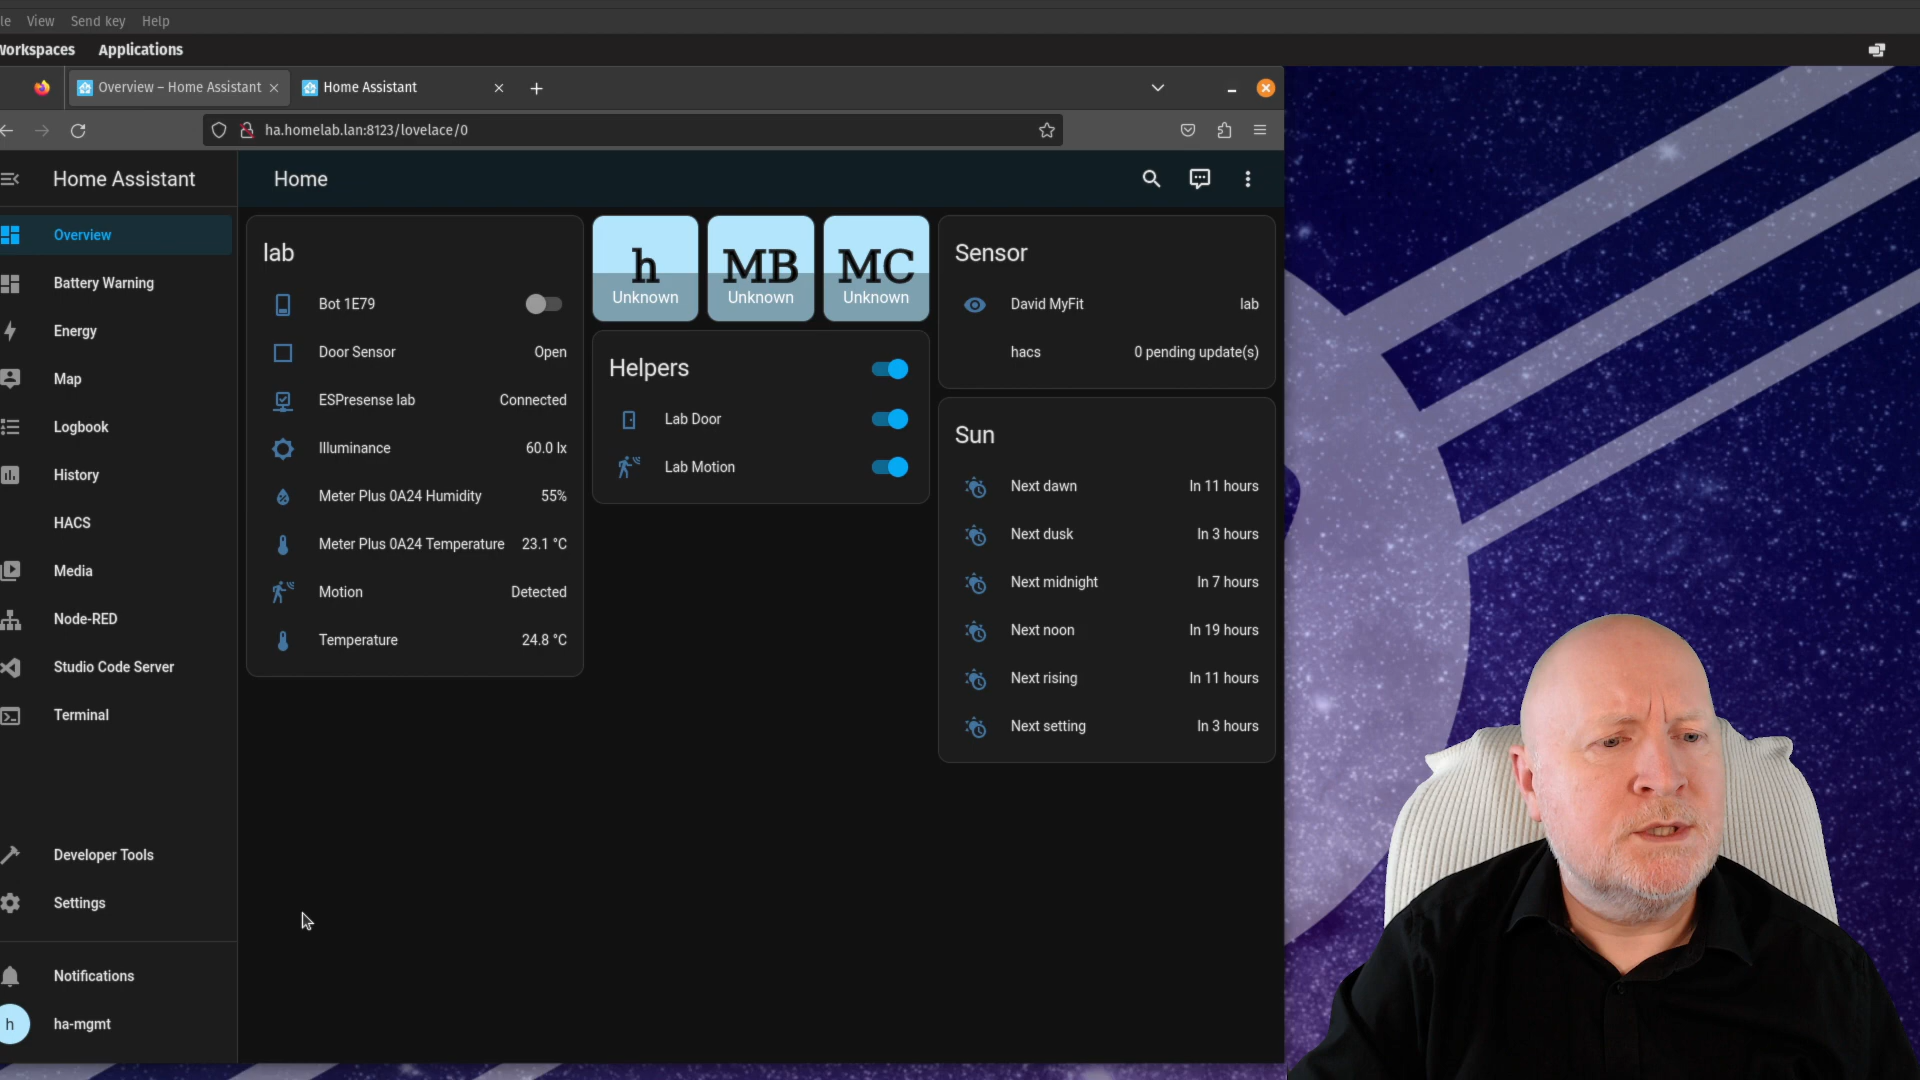 le View Send key Help
Workspaces Applications
Overview – Home Assistant
Home Assistant
ha.homelab.lan:8123/lovelace/0
Home Assistant
Home
Overview
Battery Warning
Energy
Map
Logbook
History
HACS
Media
Node-RED
Studio Code Server
Terminal
Developer Tools
Settings
Notifications
h ha-mgmt
lab
Bot 1E79
Door Sensor Open
ESPresense lab Connected
Illuminance 60.0 lx
Meter Plus 0A24 Humidity 55%
Meter Plus 0A24 Temperature 23.1 °C
Motion Detected
Temperature 24.8 °C
h MB MC
Unknown Unknown Unknown
Helpers
Lab Door
Lab Motion
Sensor
David MyFit lab
hacs 0 pending update(s)
Sun
Next dawn In 11 hours
Next dusk In 3 hours
Next midnight In 7 hours
Next noon In 19 hours
Next rising In 11 hours
Next setting In 3 hours